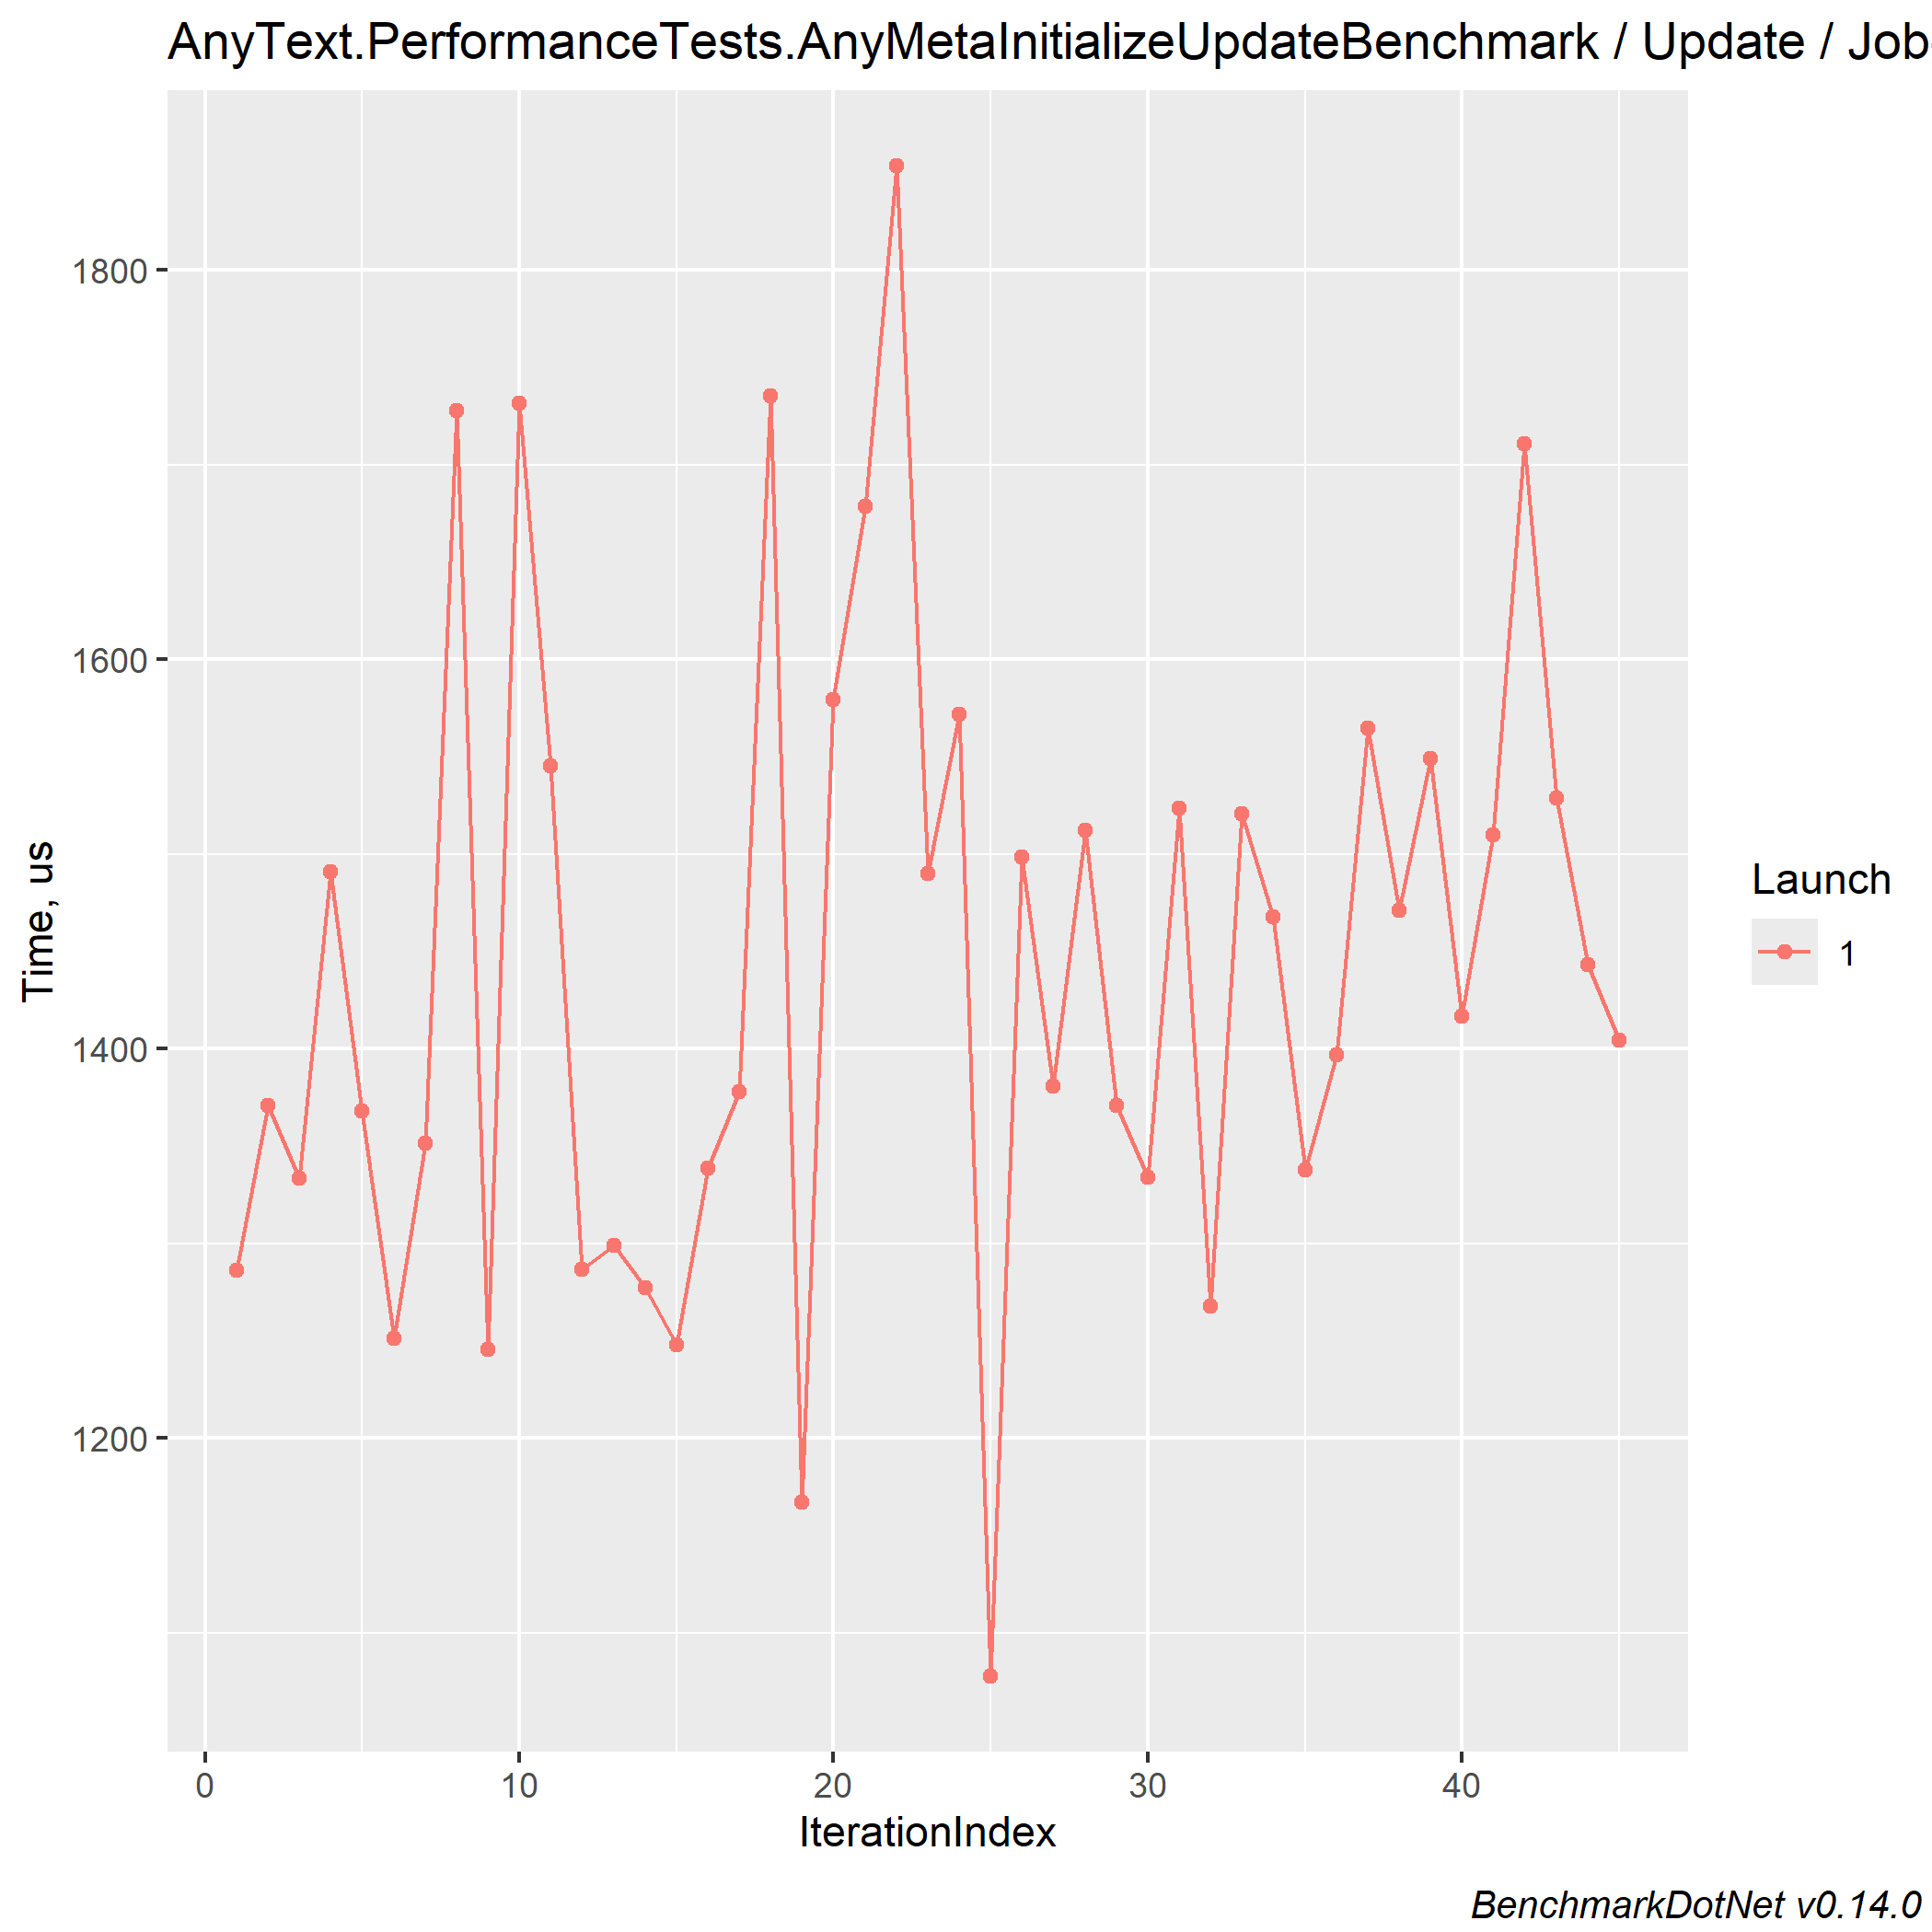 AnyText.PerformanceTests.AnyMetaInitializeUpdateBenchmark / Update / Job
1800
1600
1400
1200
Time, us
0 10 20 30 40
IterationIndex
Launch
1
BenchmarkDotNet v0.14.0